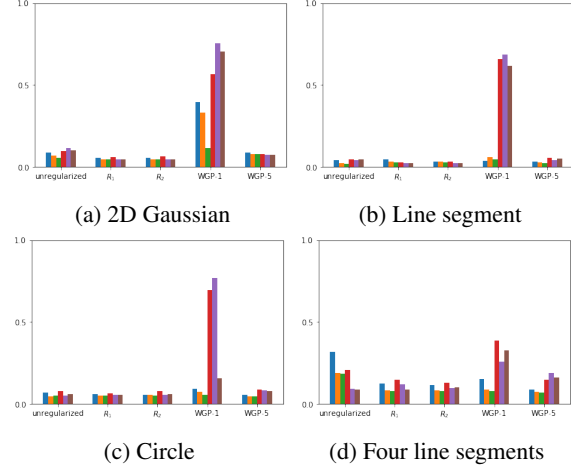 1.0
0.5
0.0
unregularized R₁ R₂ WGP-1 WGP-5
(a) 2D Gaussian
1.0
0.5
0.0
unregularized R₁ R₂ WGP-1 WGP-5
(b) Line segment
1.0
0.5
0.0
unregularized R₁ R₂ WGP-1 WGP-5
(c) Circle
1.0
0.5
0.0
unregularized R₁ R₂ WGP-1 WGP-5
(d) Four line segments